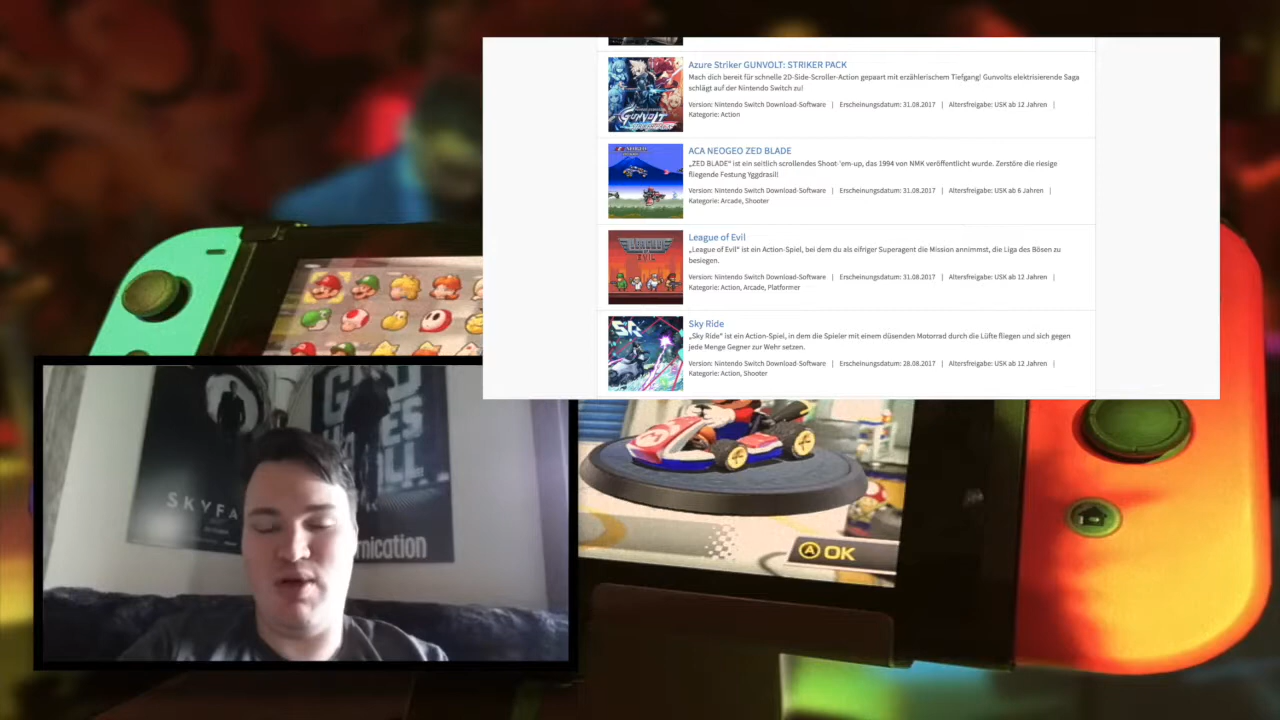 Azure Striker GUNVOLT: STRIKER PACK
Mach dich bereit für schnelle 2D-Side-Scroller-Action gepaart mit erzählerischem Tiefgang! Gunvolts elektrisierende Saga
schlägt auf der Nintendo Switch zu!
Version: Nintendo Switch Download-Software | Erscheinungsdatum: 31.08.2017 | Altersfreigabe: USK ab 12 Jahren |
Kategorie: Action
GUNVOLT
ACA NEOGEO ZED BLADE
„ZED BLADE" ist ein seitlich scrollendes Shoot-'em-up, das 1994 von NMK veröffentlicht wurde. Zerstöre die riesige
fliegende Festung Yggdrasil!
Version: Nintendo Switch Download-Software | Erscheinungsdatum: 31.08.2017 | Altersfreigabe: USK ab 6 Jahren |
Kategorie: Arcade, Shooter
League of Evil
„League of Evil" ist ein Action-Spiel, bei dem du als eifriger Superagent die Mission annimmst, die Liga des Bösen zu
besiegen.
Version: Nintendo Switch Download-Software | Erscheinungsdatum: 31.08.2017 | Altersfreigabe: USK ab 12 Jahren |
Kategorie: Action, Arcade, Platformer
LEAGUE
EVIL
Sky Ride
„Sky Ride" ist ein Action-Spiel, in dem die Spieler mit einem düsenden Motorrad durch die Lüfte fliegen und sich gegen
jede Menge Gegner zur Wehr setzen.
Version: Nintendo Switch Download-Software | Erscheinungsdatum: 28.08.2017 | Altersfreigabe: USK ab 12 Jahren |
Kategorie: Action, Shooter
SR
SKYFA
nication
A OK